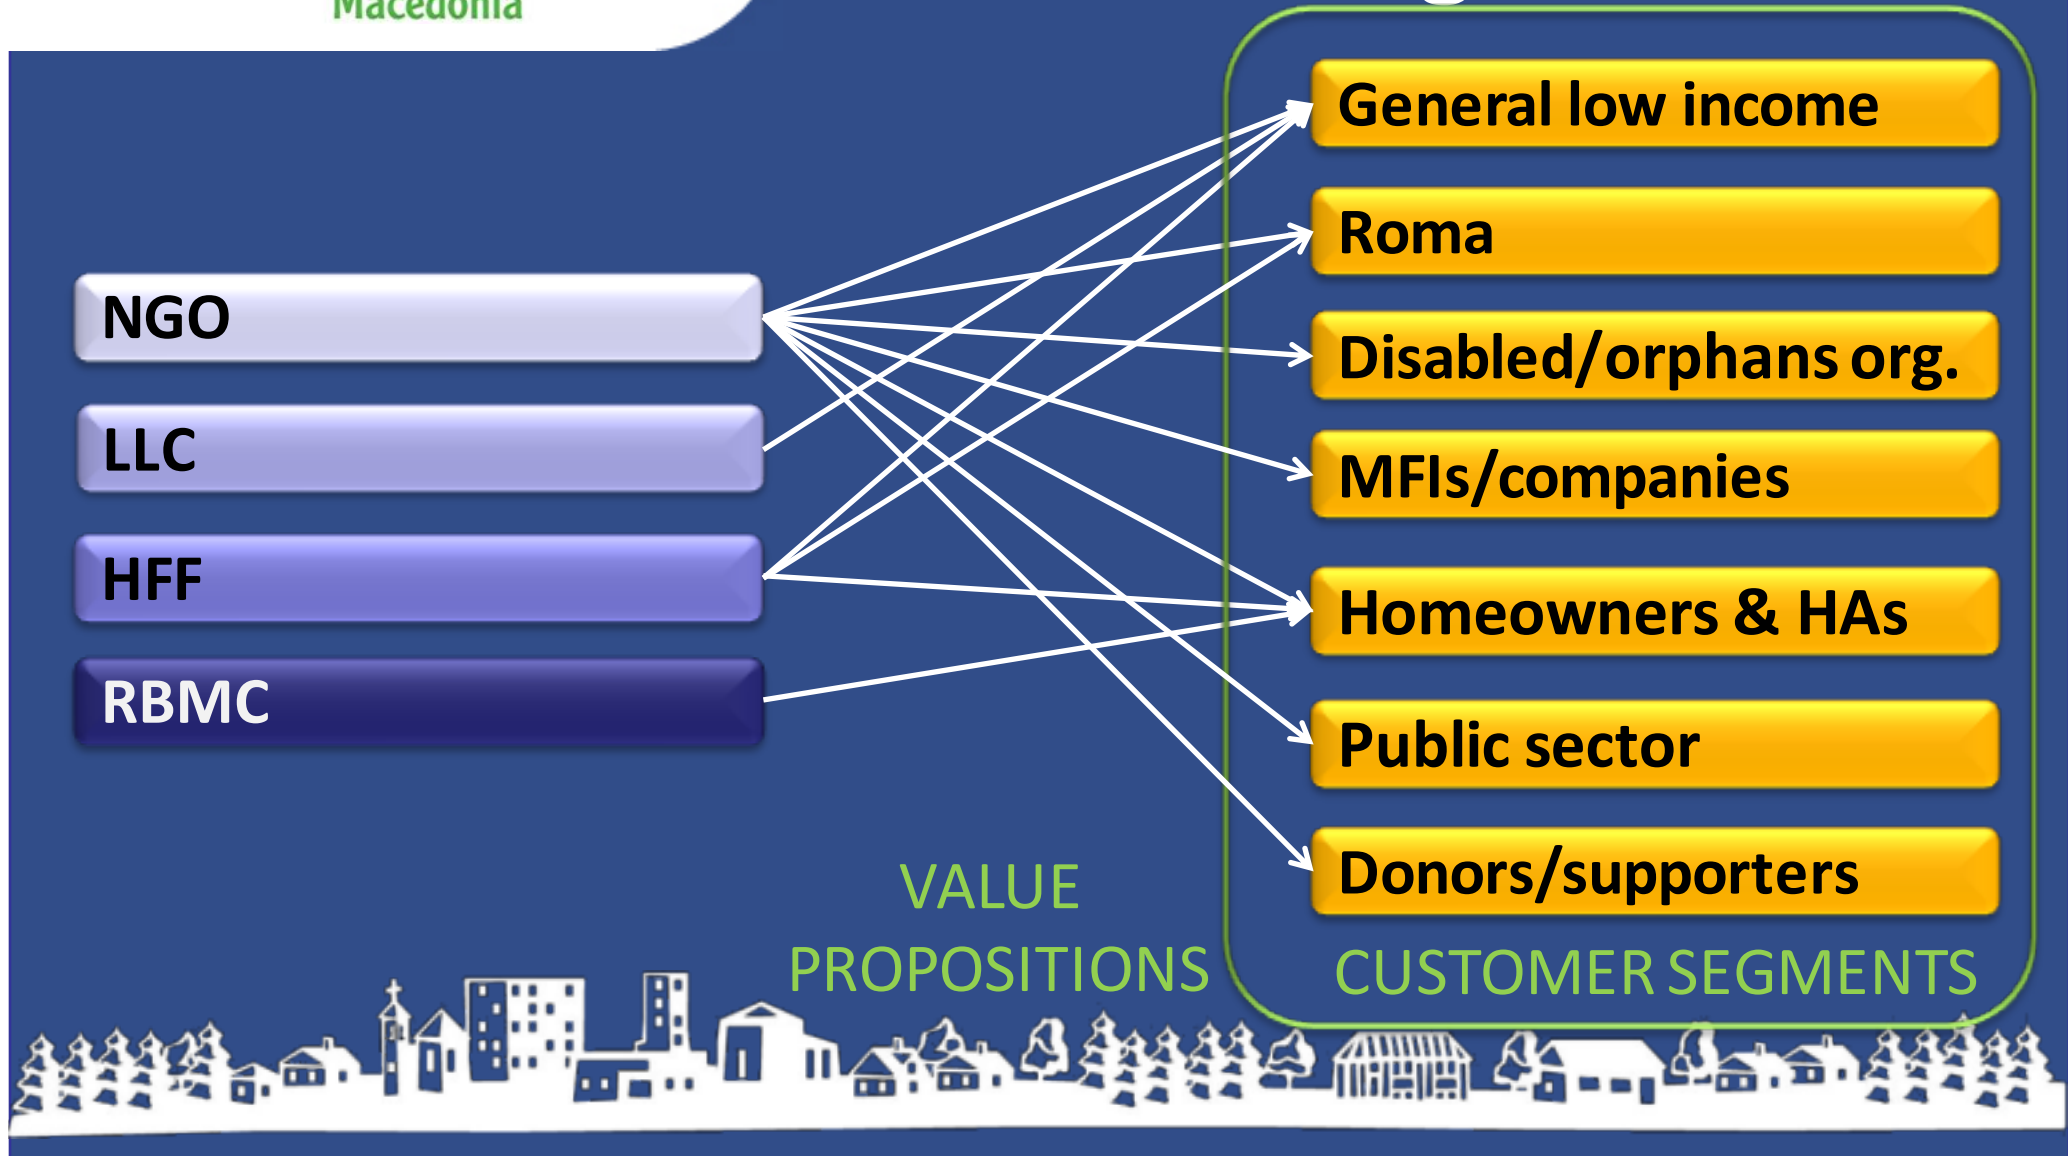 Macedonia
NGO
LLC
HFF
RBMC
General low income
Roma
Disabled/orphans org.
MFIs/companies
Homeowners & HAs
Public sector
Donors/supporters
VALUE
PROPOSITIONS
CUSTOMER SEGMENTS